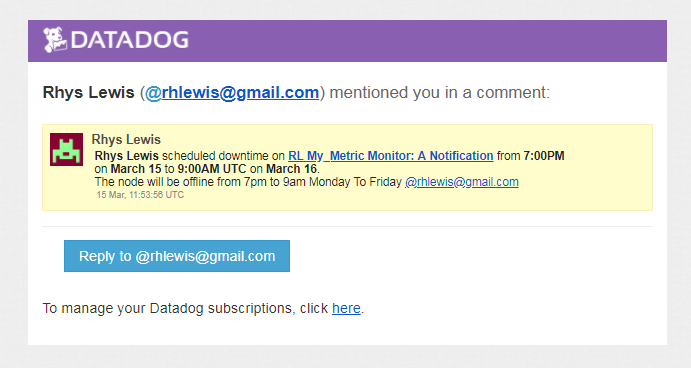 DATADOG
Rhys Lewis (@rhlewis@gmail.com) mentioned you in a comment:
Rhys Lewis
Rhys Lewis scheduled downtime on RL My_Metric Monitor: A Notification from 7:00PM
on March 15 to 9:00AM UTC on March 16.
The node will be offline from 7pm to 9am Monday To Friday @rhlewis@gmail.com
15 Mar, 11:53:56 UTC
Reply to @rhlewis@gmail.com
To manage your Datadog subscriptions, click here.